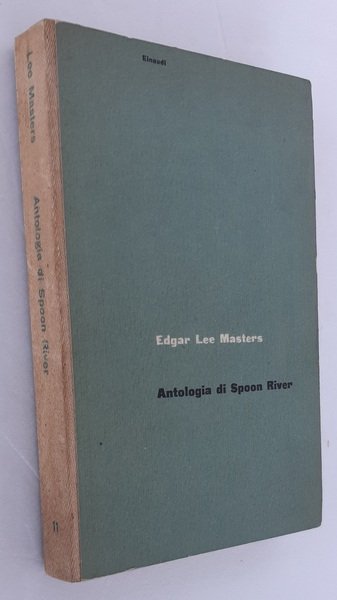 Einaudi
Edgar Lee Masters
Antologia di Spoon River
Lee Masters
Antologia di Spoon River
11